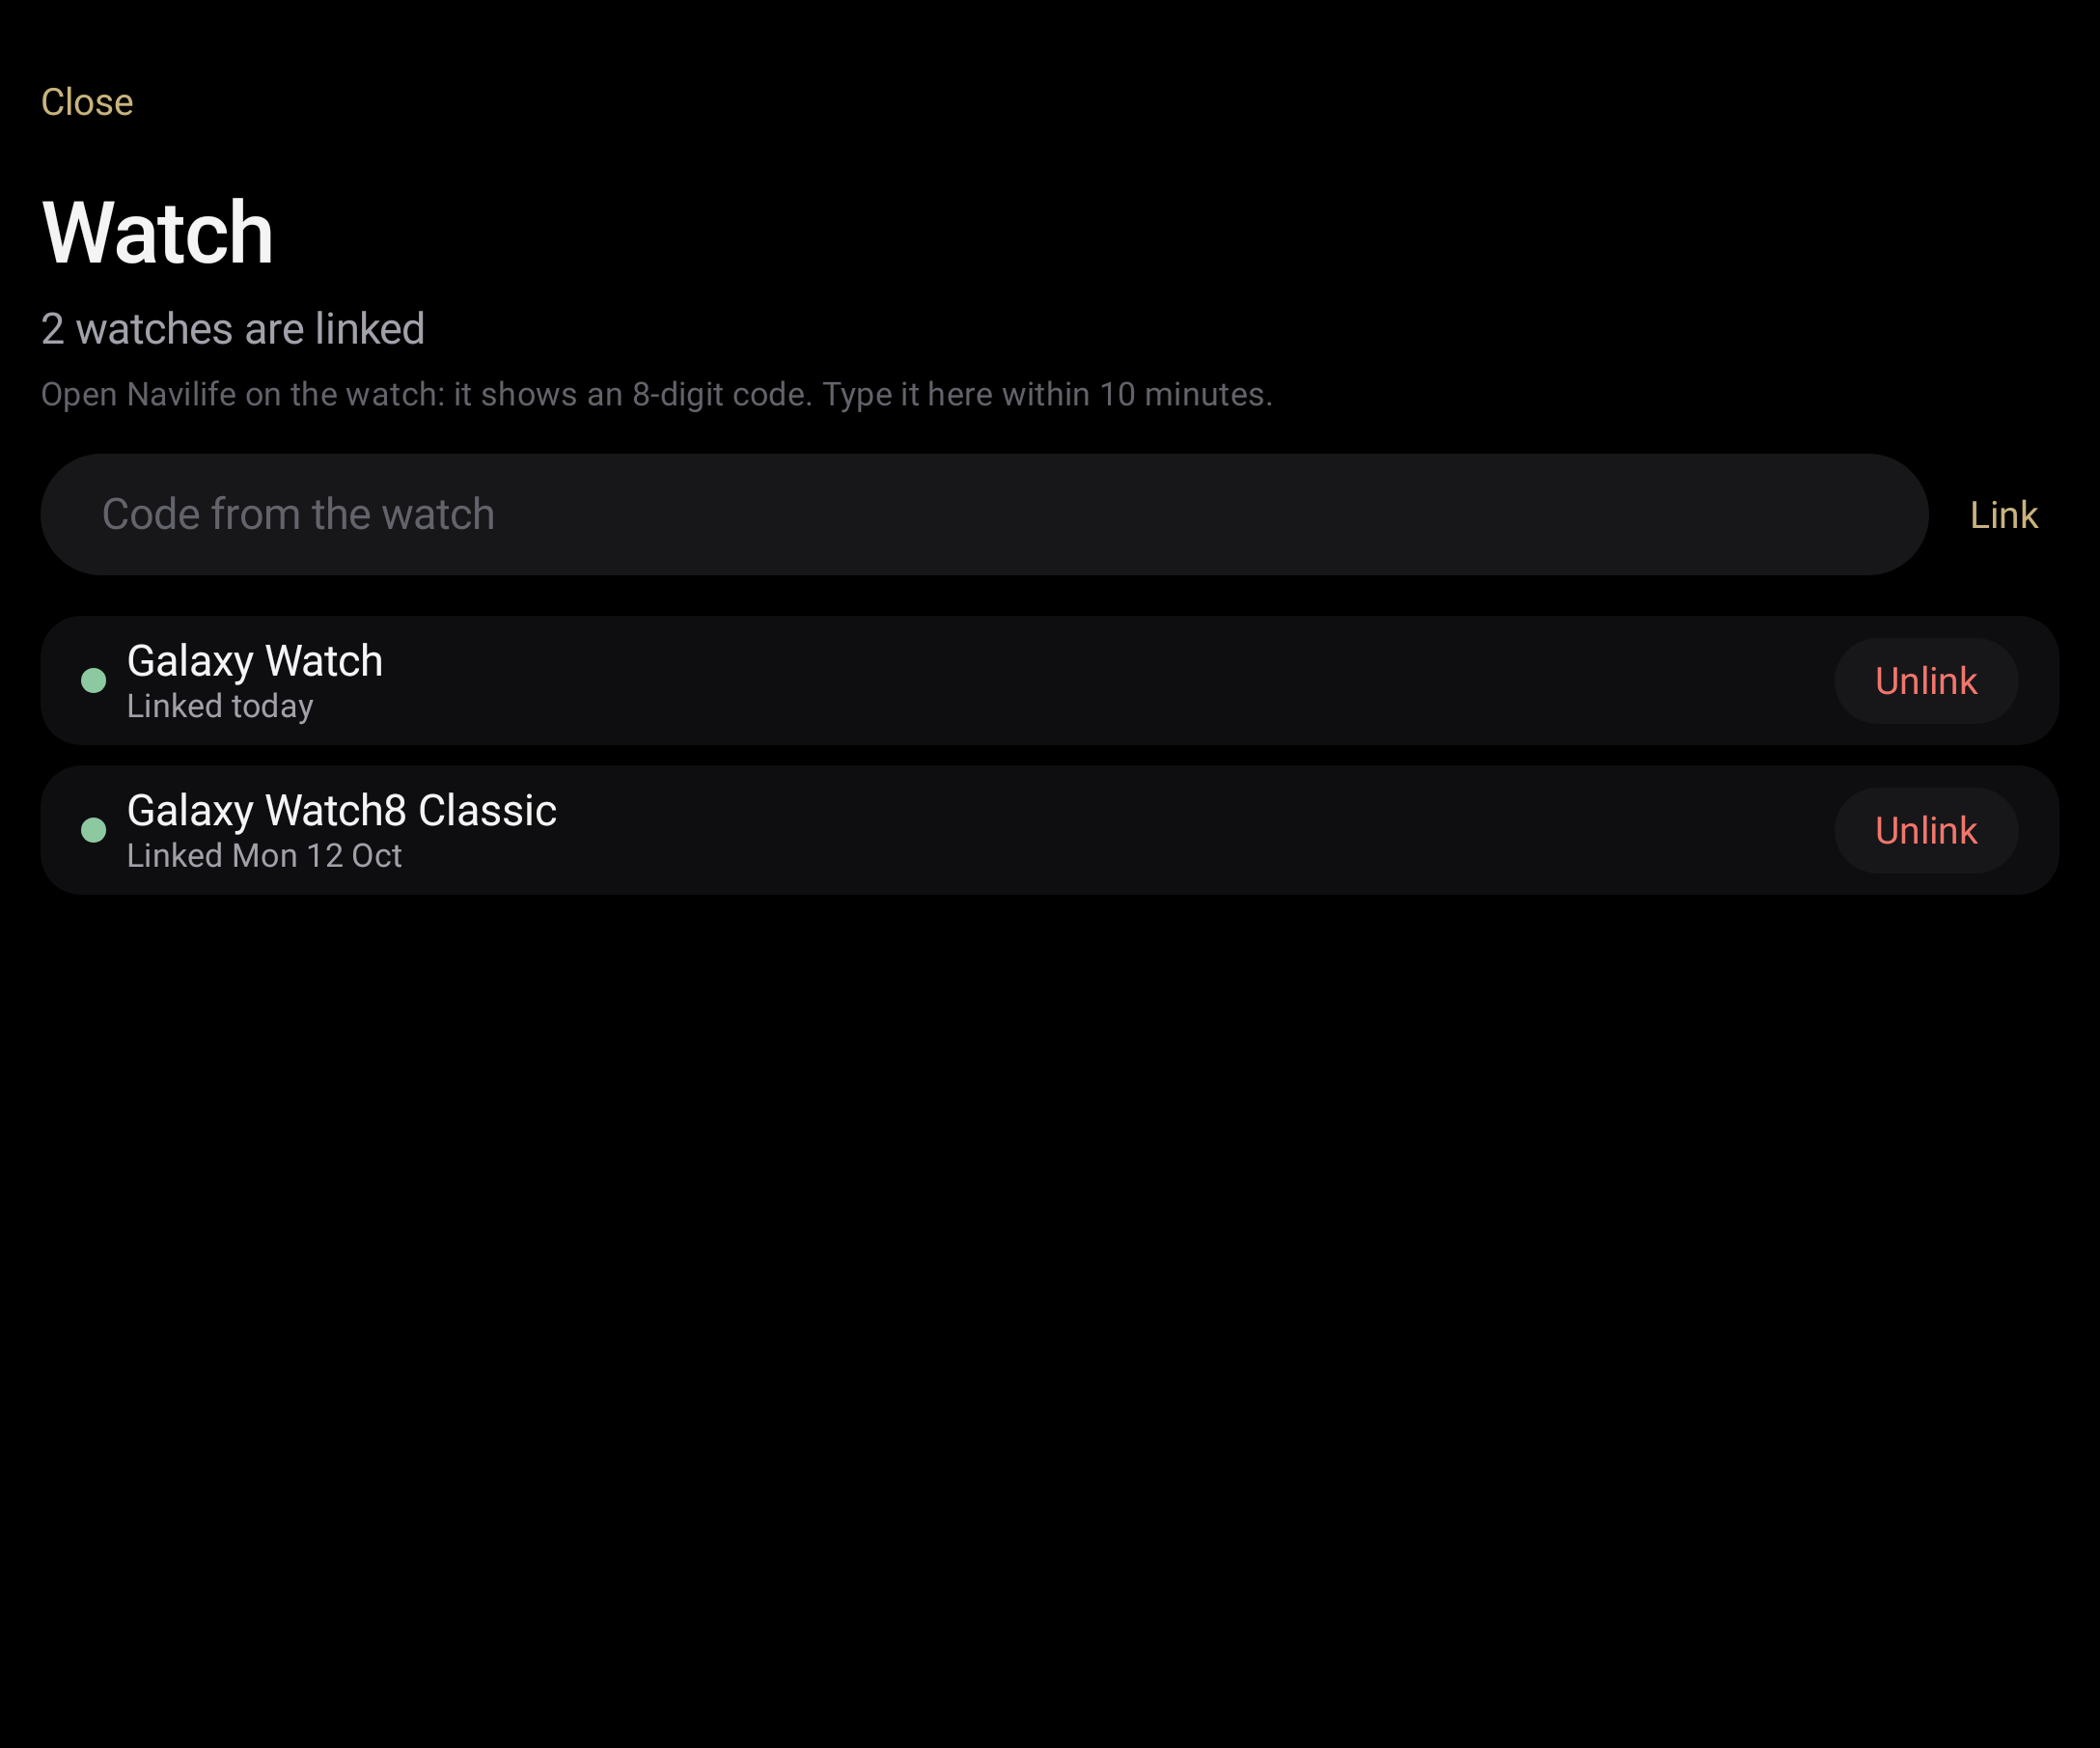 Close
Watch
2 watches are linked
Open Navilife on the watch: it shows an 8-digit code. Type it here within 10 minutes.
Code from the watch
Link
Galaxy Watch
Linked today
Unlink
Galaxy Watch8 Classic
Linked Mon 12 Oct
Unlink